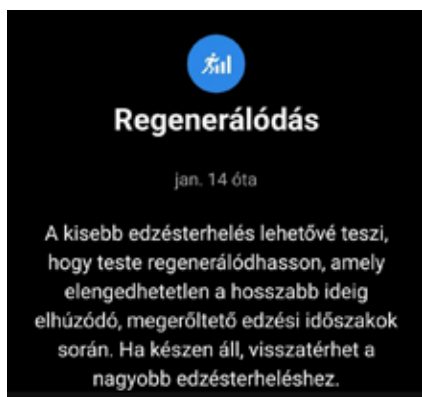 Regenerálódás
jan. 14 óta
A kisebb edzésterhelés lehetővé teszi,
hogy teste regenerálódhasson, amely
elengedhetetlen a hosszabb ideig
elhúzódó, megerőltető edzési időszakok
során. Ha készen áll, visszatérhet a
nagyobb edzésterheléshez.